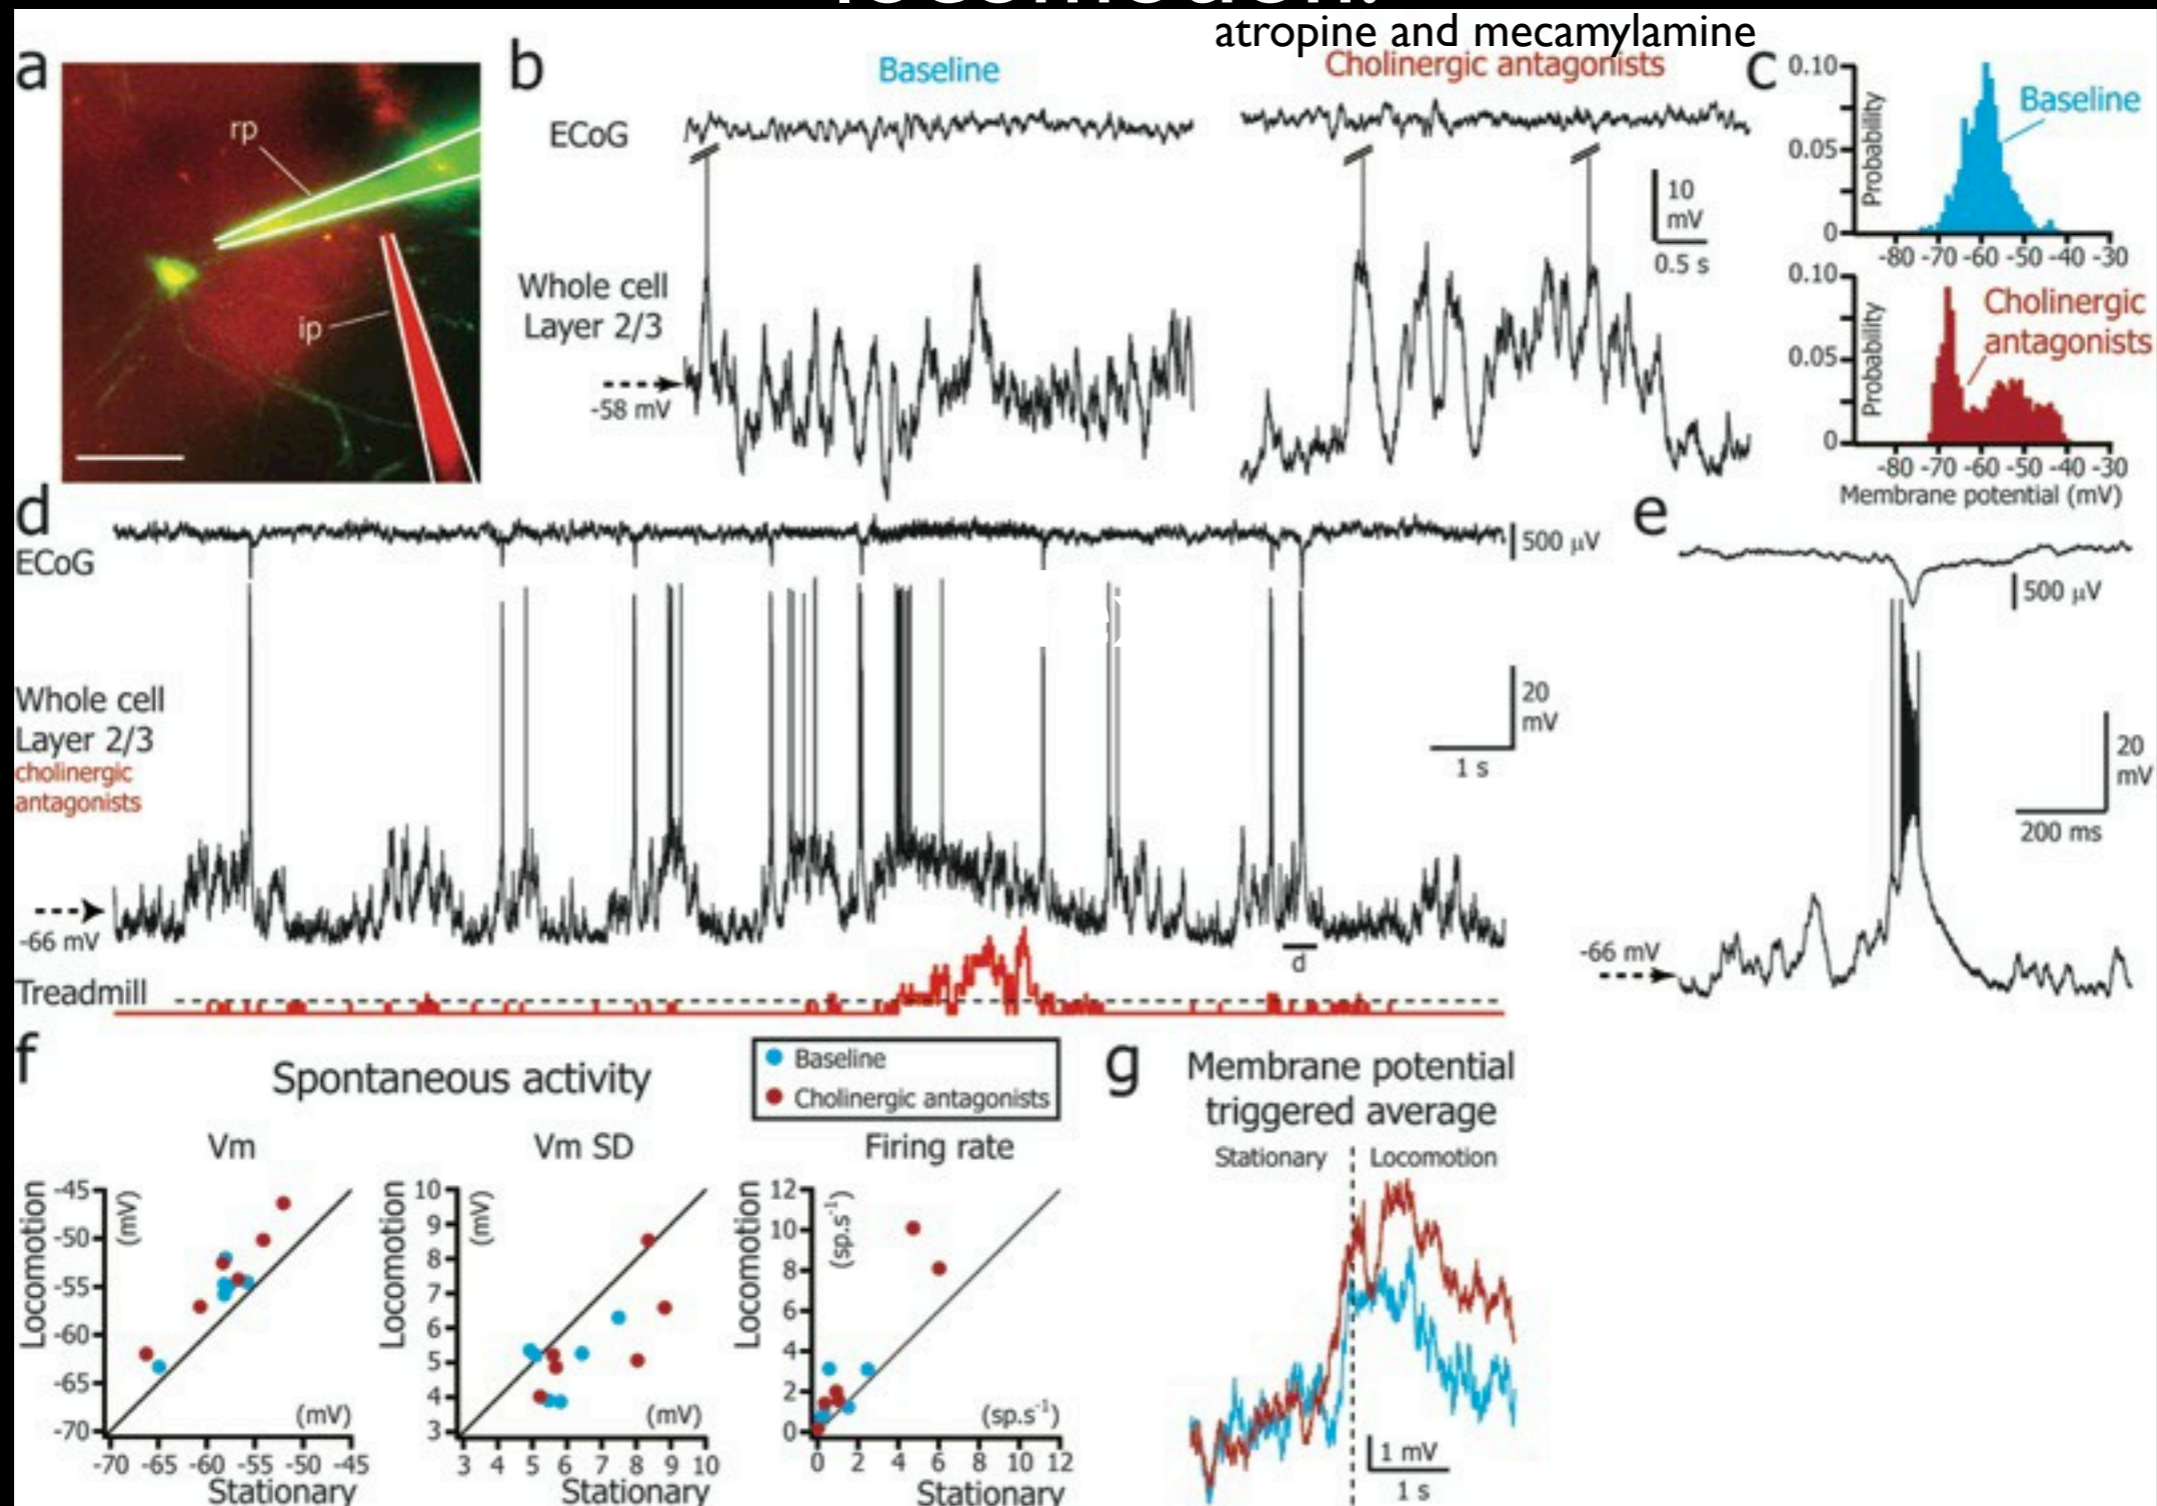 locomotion.
atropine and mecamylamine
a
rp
ip
b
Baseline
Cholinergic antagonists
ECoG
Whole cell
Layer 2/3
-58 mV
10
mV
0.5 s
c
0.10
0.05
0
Probability
Baseline
-80 -70 -60 -50 -40 -30
0.10
0.05
0
Probability
Cholinergic
antagonists
-80 -70 -60 -50 -40 -30
Membrane potential (mV)
d
ECoG
500 µV
Whole cell
Layer 2/3
cholinergic
antagonists
20
mV
1 s
-66 mV
d
Treadmill
e
500 µV
20
mV
200 ms
-66 mV
f
Spontaneous activity
Baseline
Cholinergic antagonists
Vm
Locomotion
(mV)
-45
-50
-55
-60
-65
-70
(mV)
-70 -65 -60 -55 -50 -45
Stationary
Vm SD
Locomotion
(mV)
10
9
8
7
6
5
4
3
(mV)
3 4 5 6 7 8 9 10
Stationary
Firing rate
Locomotion
(sp.s-1)
12
10
8
6
4
2
0
(sp.s-1)
0 2 4 6 8 10 12
Stationary
g
Membrane potential
triggered average
Stationary
Locomotion
1 mV
1 s